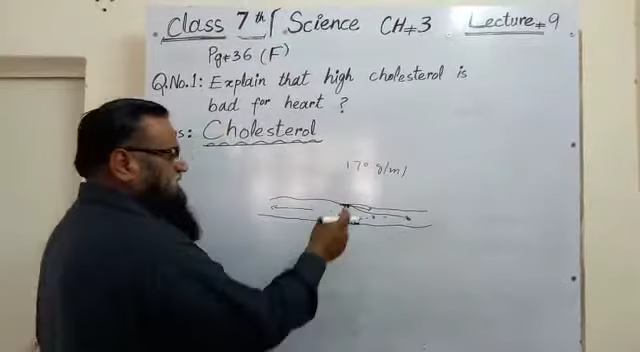 Class 7th Science CH#3 Lecture#9
Pg#36 (F)
Q.No.1: Explain that high cholesterol is
bad for heart ?
s: Cholesterol
170 g/ml